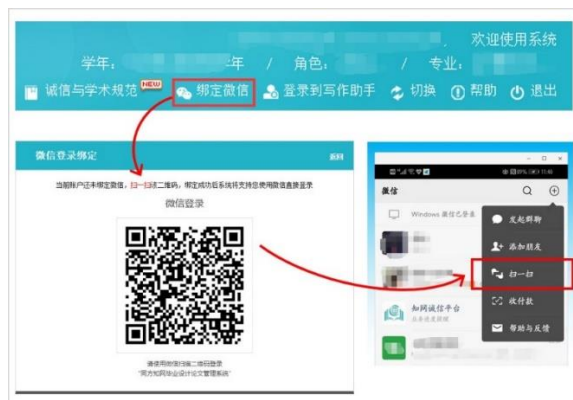 欢迎使用系统
学年： 年 / 角色： / 专业：
诚信与学术规范 NEW 绑定微信 登录到写作助手 切换 帮助 退出
微信登录绑定 返回
当前账户还未绑定微信，扫一扫该二维码，绑定成功后系统将支持您使用微信直接登录
微信登录
请使用微信扫描二维码登录
“同方知网毕业设计论文管理系统”
11:40
微信
Windows 微信已登录
发起群聊
添加朋友
扫一扫
知网诚信平台
收付款
帮助与反馈